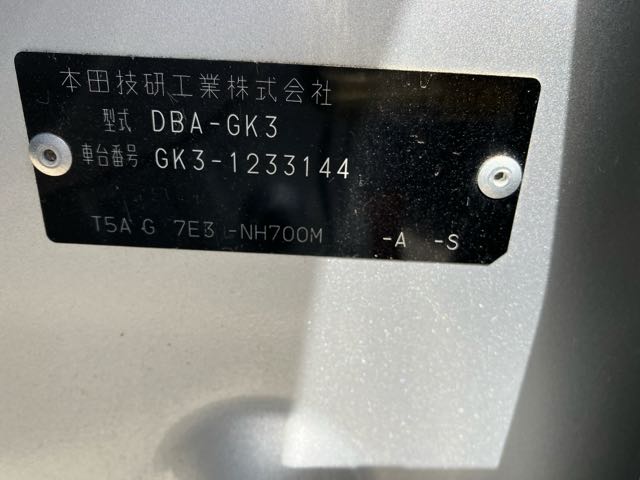 本田技研工業株式会社
型式 DBA-GK3
車台番号 GK3-1233144
T5A G 7E3 -NH700M -A -S